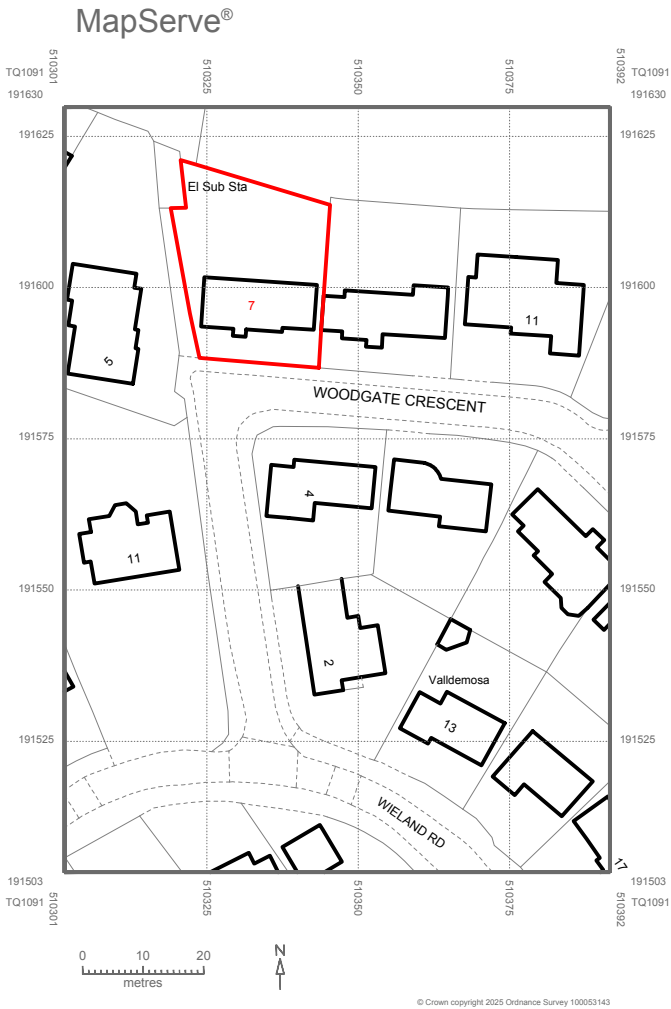 MapServe®
510301
510325
510350
510375
510392
TQ1091
TQ1091
191630
191630
191625
191625
El Sub Sta
191600
191600
7
11
5
WOODGATE CRESCENT
191575
191575
4
11
191550
191550
2
Valldemosa
13
191525
191525
WIELAND RD
17
191503
191503
TQ1091
TQ1091
510301
510325
510350
510375
510392
0 10 20
metres
N
© Crown copyright 2025 Ordnance Survey 100053143